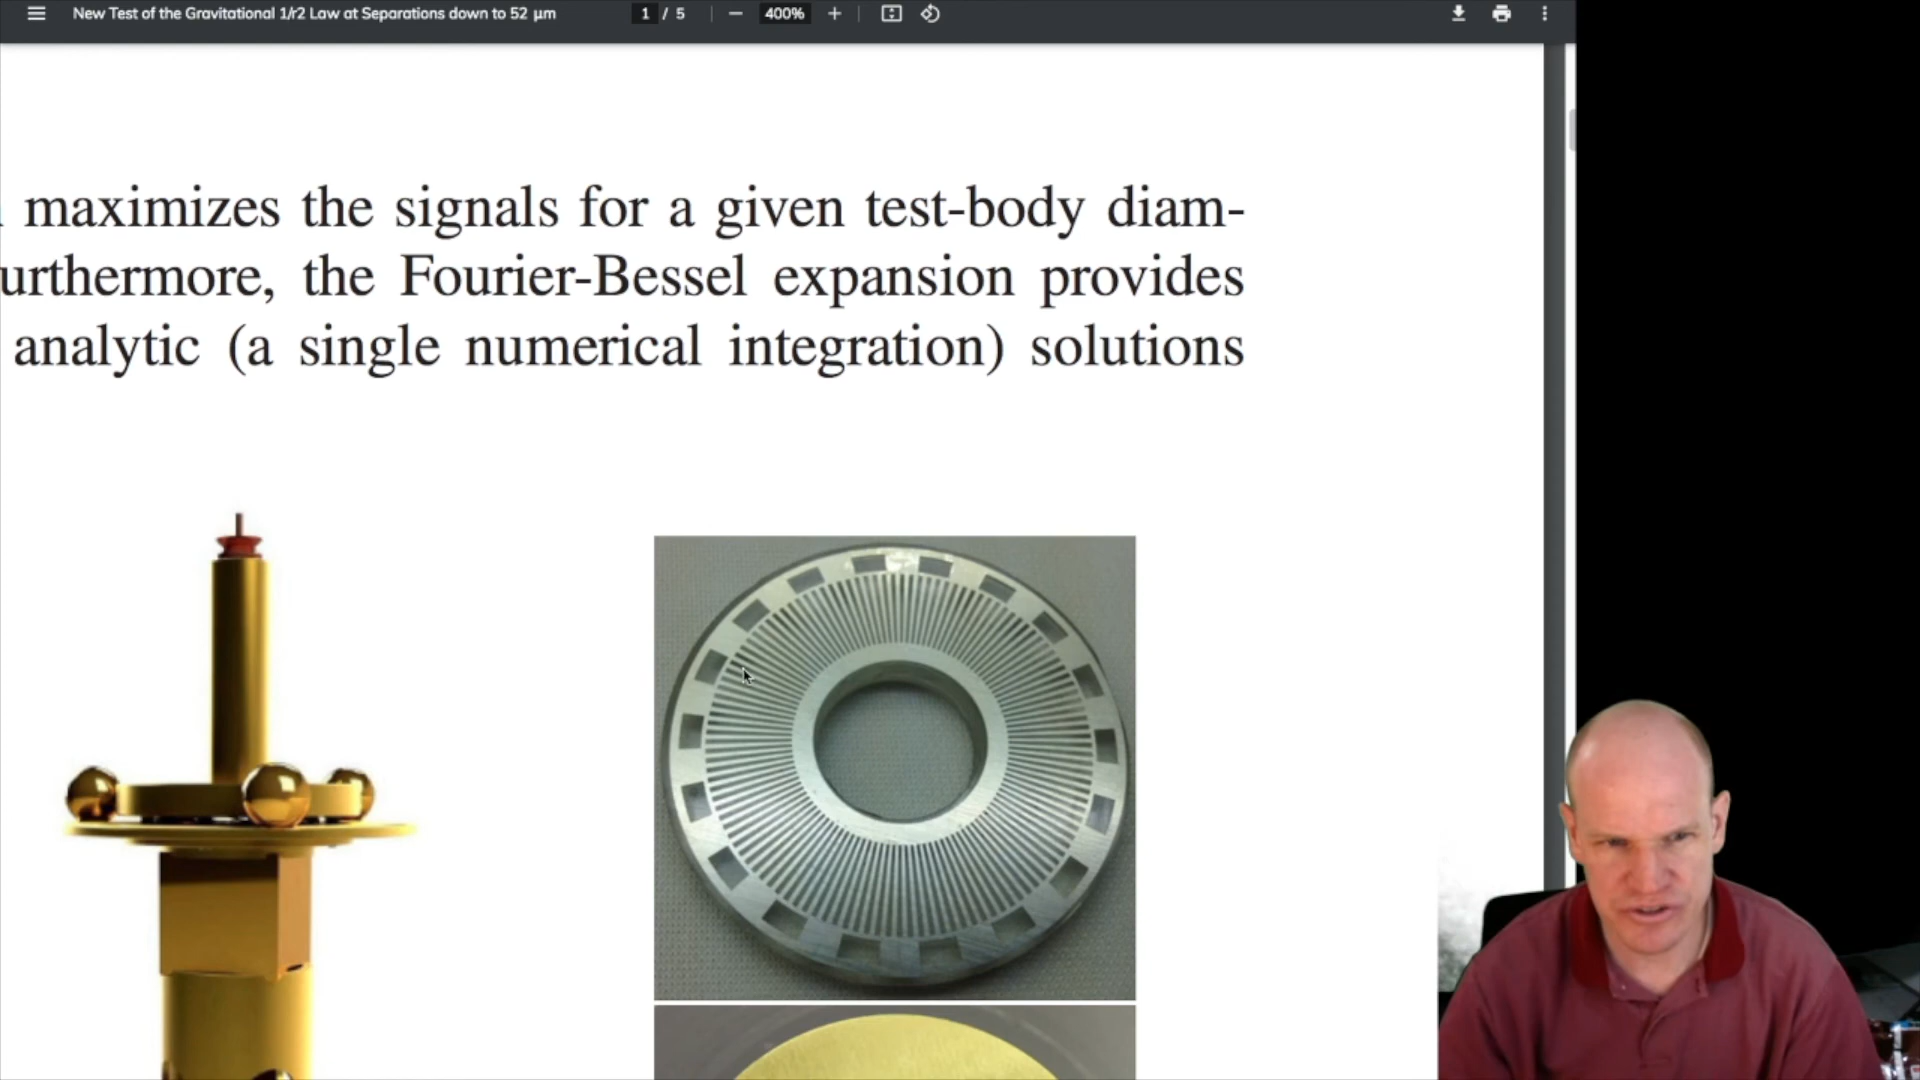 New Test of the Gravitational 1/r2 Law at Separations down to 52 µm 1 / 5 400%
maximizes the signals for a given test-body diam-
urthermore, the Fourier-Bessel expansion provides
analytic (a single numerical integration) solutions